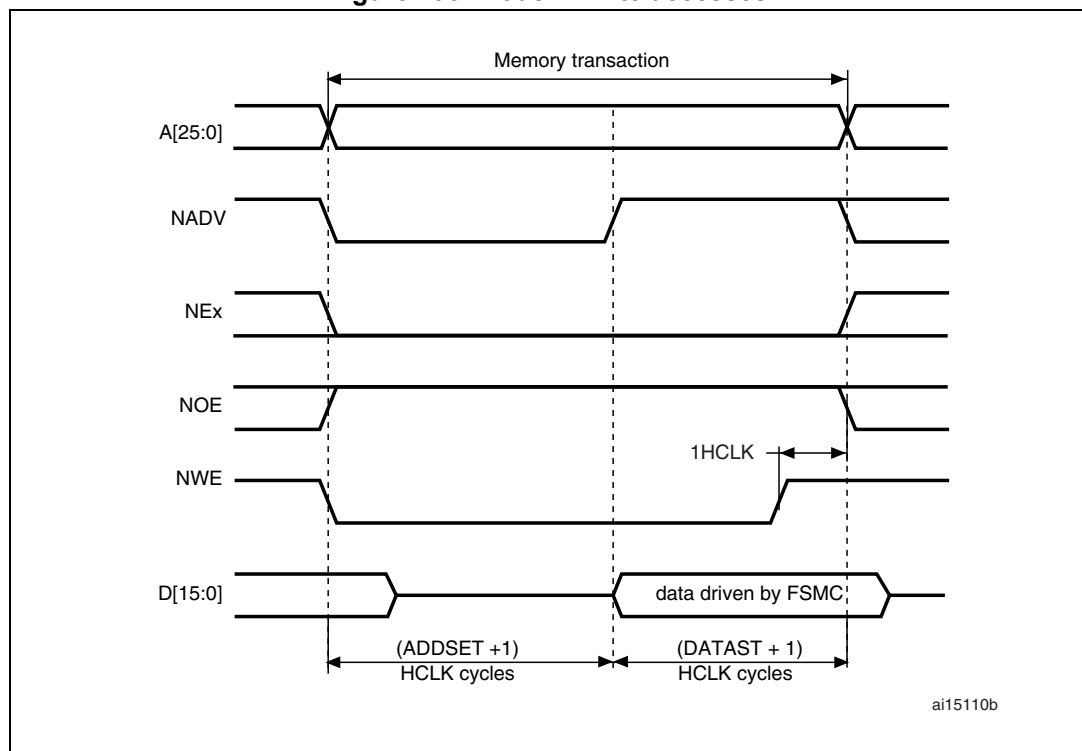 Memory transaction
A[25:0]
NADV
NEx
NOE
1HCLK
NWE
D[15:0]
data driven by FSMC
(ADDSET +1)
HCLK cycles
(DATAST + 1)
HCLK cycles
ai15110b